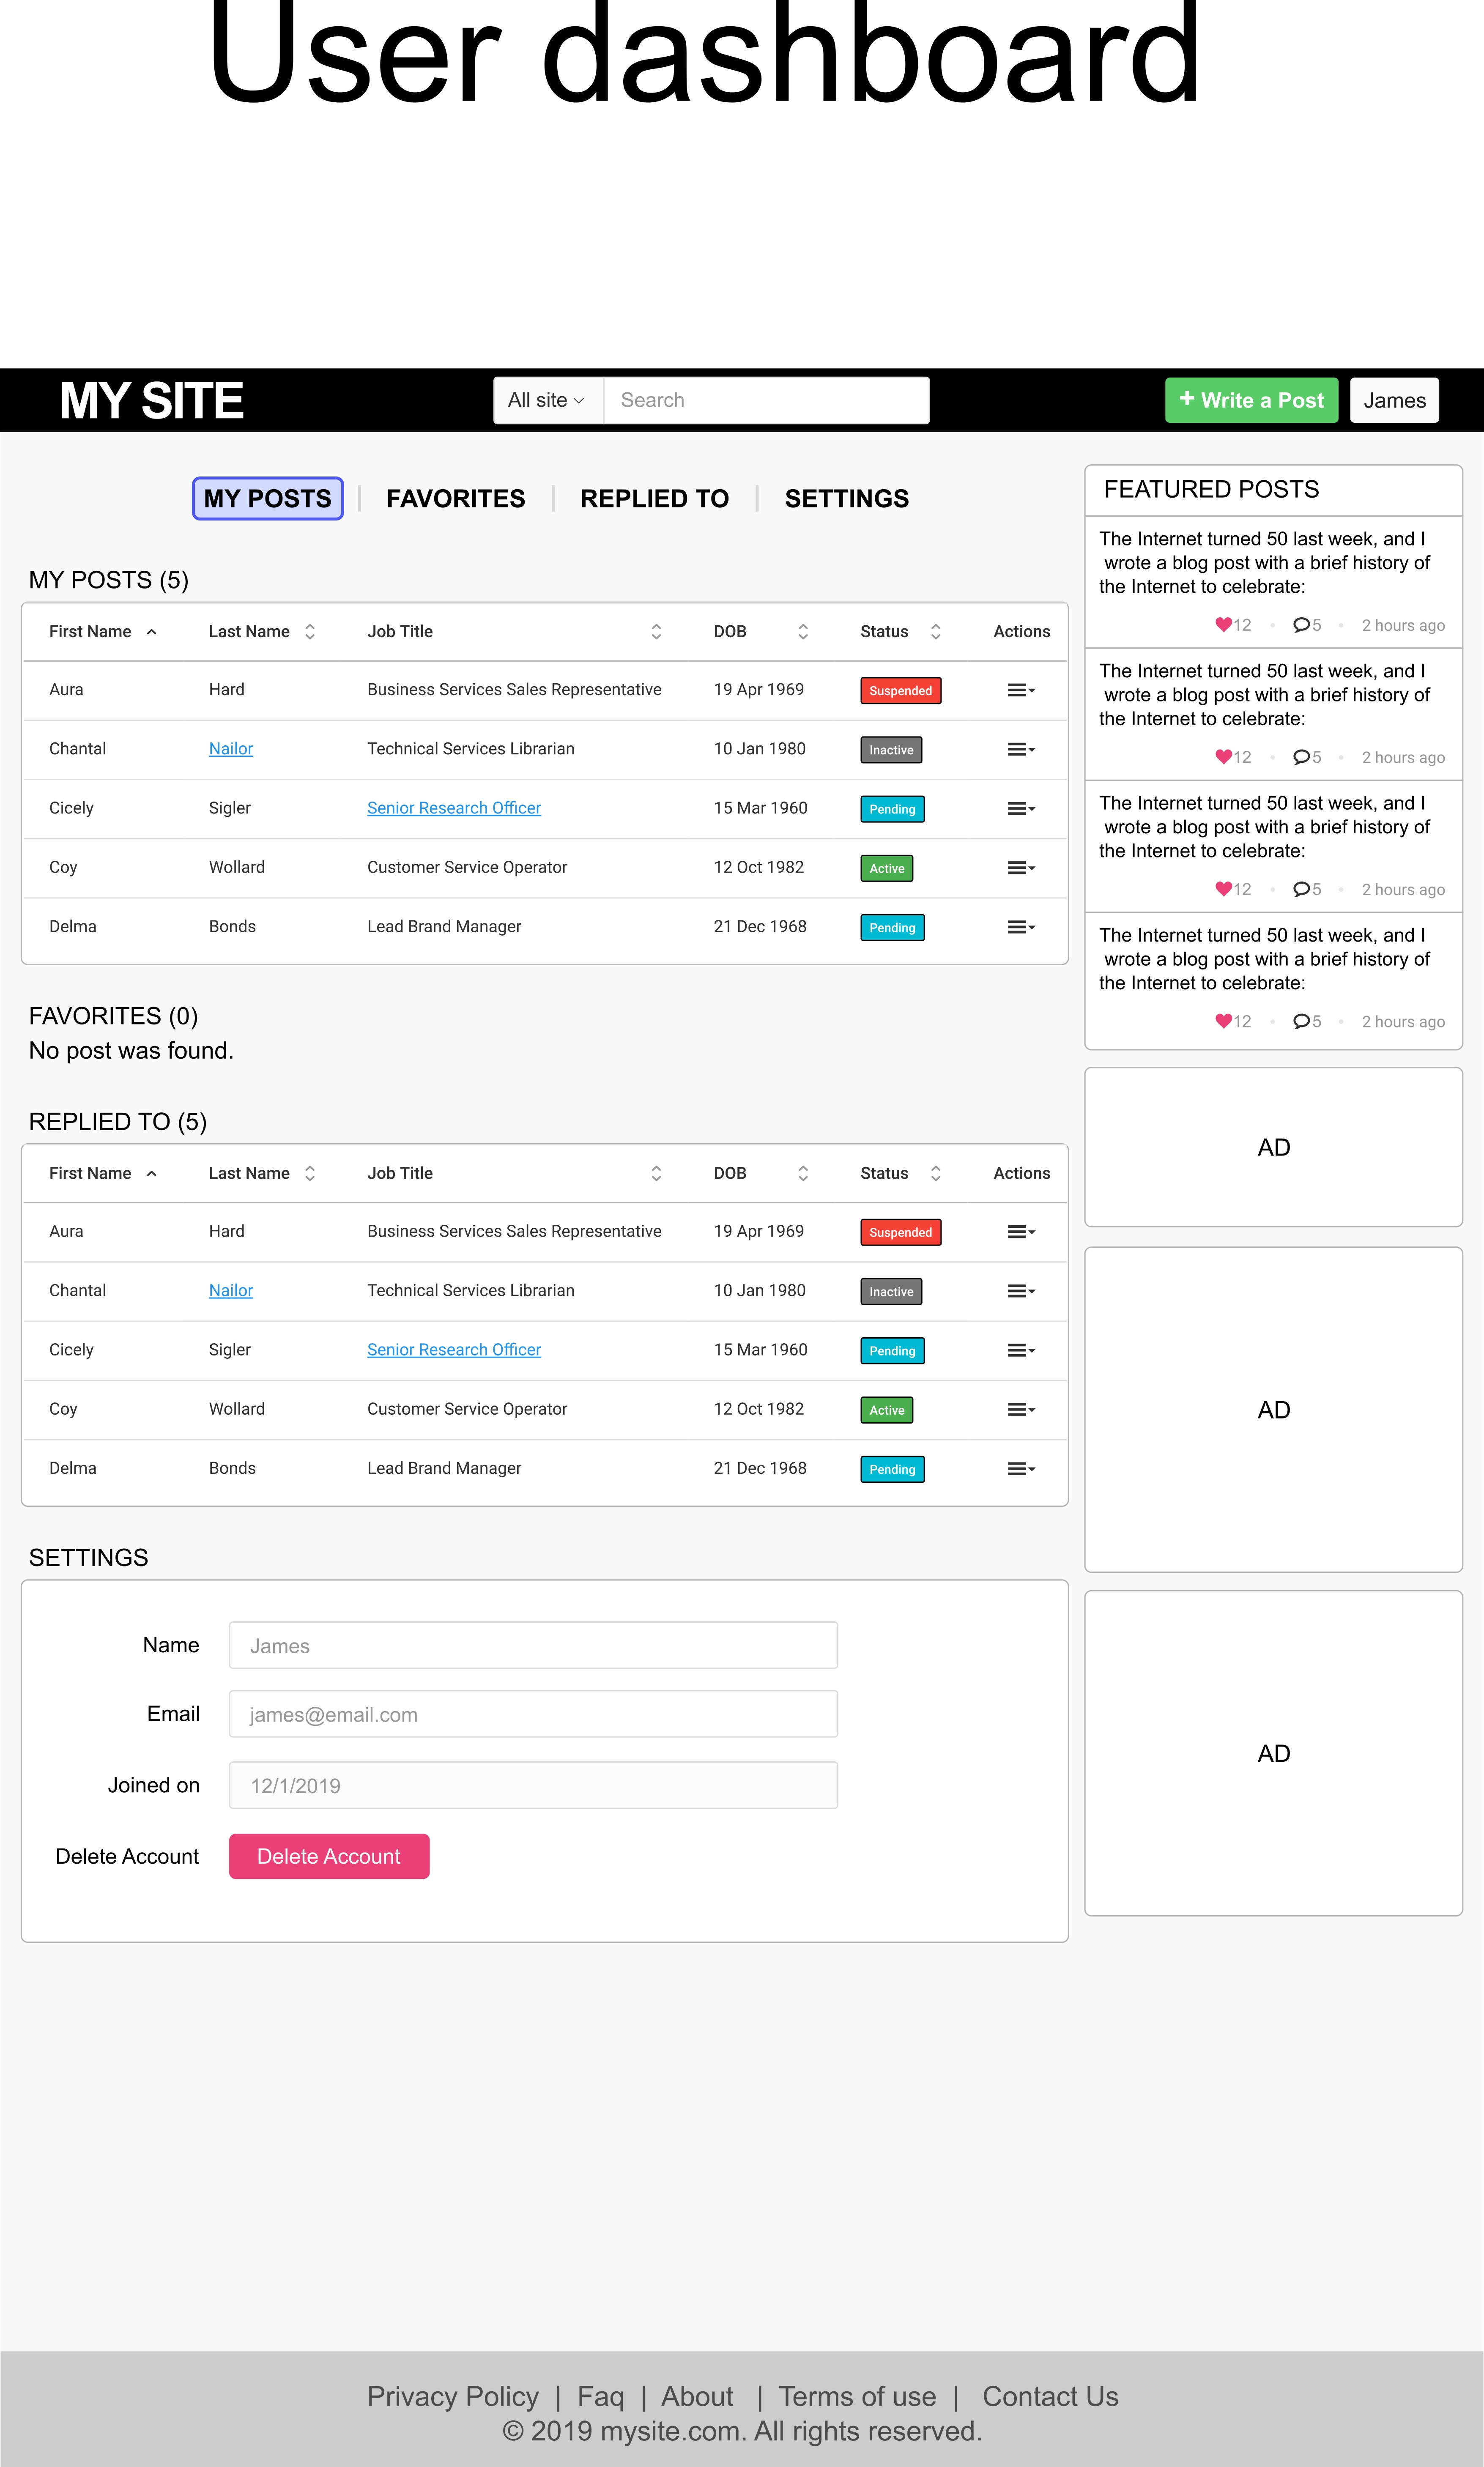 User dashboard
MY SITE
All site Search
+ Write a Post James
MY POSTS | FAVORITES | REPLIED TO | SETTINGS
MY POSTS (5)
First Name Last Name Job Title DOB Status Actions
Aura Hard Business Services Sales Representative 19 Apr 1969 Suspended
Chantal Nailor Technical Services Librarian 10 Jan 1980 Inactive
Cicely Sigler Senior Research Officer 15 Mar 1960 Pending
Coy Wollard Customer Service Operator 12 Oct 1982 Active
Delma Bonds Lead Brand Manager 21 Dec 1968 Pending
FAVORITES (0)
No post was found.
REPLIED TO (5)
First Name Last Name Job Title DOB Status Actions
Aura Hard Business Services Sales Representative 19 Apr 1969 Suspended
Chantal Nailor Technical Services Librarian 10 Jan 1980 Inactive
Cicely Sigler Senior Research Officer 15 Mar 1960 Pending
Coy Wollard Customer Service Operator 12 Oct 1982 Active
Delma Bonds Lead Brand Manager 21 Dec 1968 Pending
SETTINGS
Name James
Email james@email.com
Joined on 12/1/2019
Delete Account Delete Account
FEATURED POSTS
The Internet turned 50 last week, and I
wrote a blog post with a brief history of
the Internet to celebrate:
12 • 5 • 2 hours ago
The Internet turned 50 last week, and I
wrote a blog post with a brief history of
the Internet to celebrate:
12 • 5 • 2 hours ago
The Internet turned 50 last week, and I
wrote a blog post with a brief history of
the Internet to celebrate:
12 • 5 • 2 hours ago
The Internet turned 50 last week, and I
wrote a blog post with a brief history of
the Internet to celebrate:
12 • 5 • 2 hours ago
AD
AD
AD
Privacy Policy | Faq | About | Terms of use | Contact Us
© 2019 mysite.com. All rights reserved.